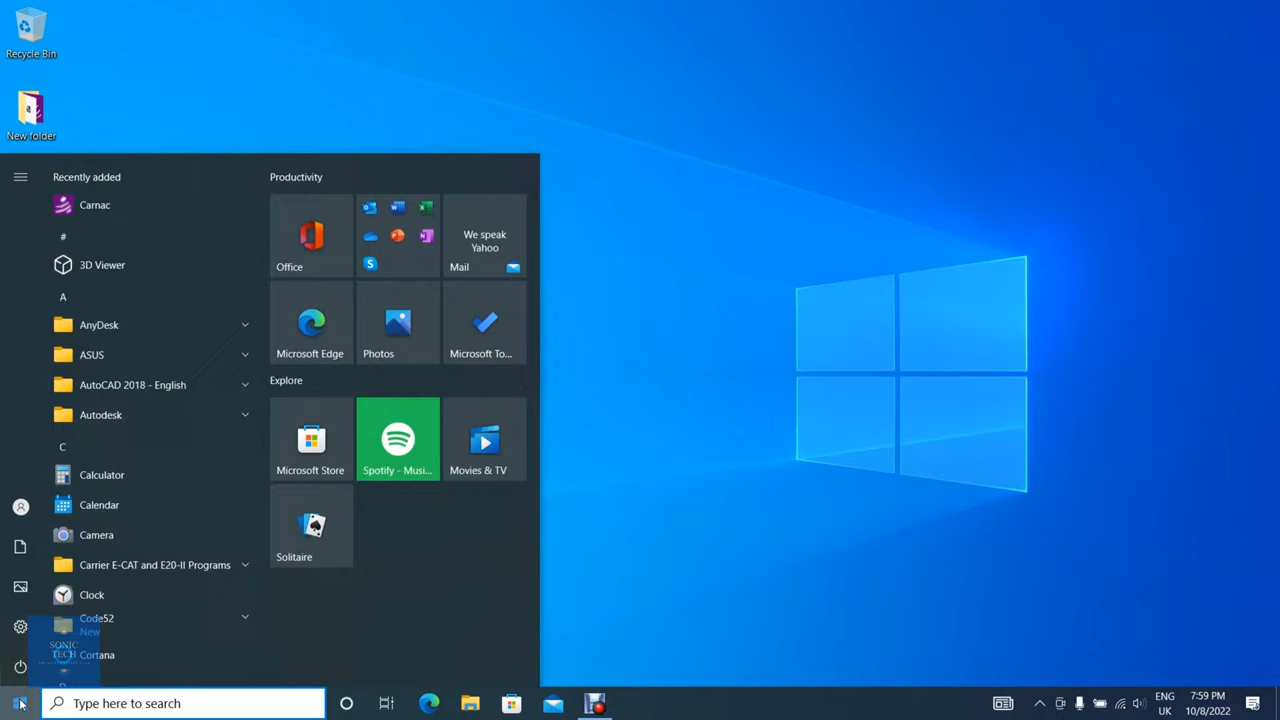 Recycle Bin
New folder
Recently added
Carnac
#
3D Viewer
A
AnyDesk
ASUS
AutoCAD 2018 - English
Autodesk
C
Calculator
Calendar
Camera
Carrier E-CAT and E20-II Programs
Clock
Code52
New
Cortana
SONIC
TECH
Productivity
Office
We speak
Yahoo
Mail
Microsoft Edge
Photos
Microsoft To...
Explore
Microsoft Store
Spotify - Musi...
Movies & TV
Solitaire
Type here to search
ENG
UK
7:59 PM
10/8/2022